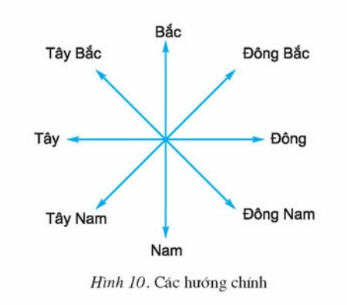 Bắc
Tây Bắc
Đông Bắc
Tây
Đông
Tây Nam
Đông Nam
Nam
Hình 10. Các hướng chính